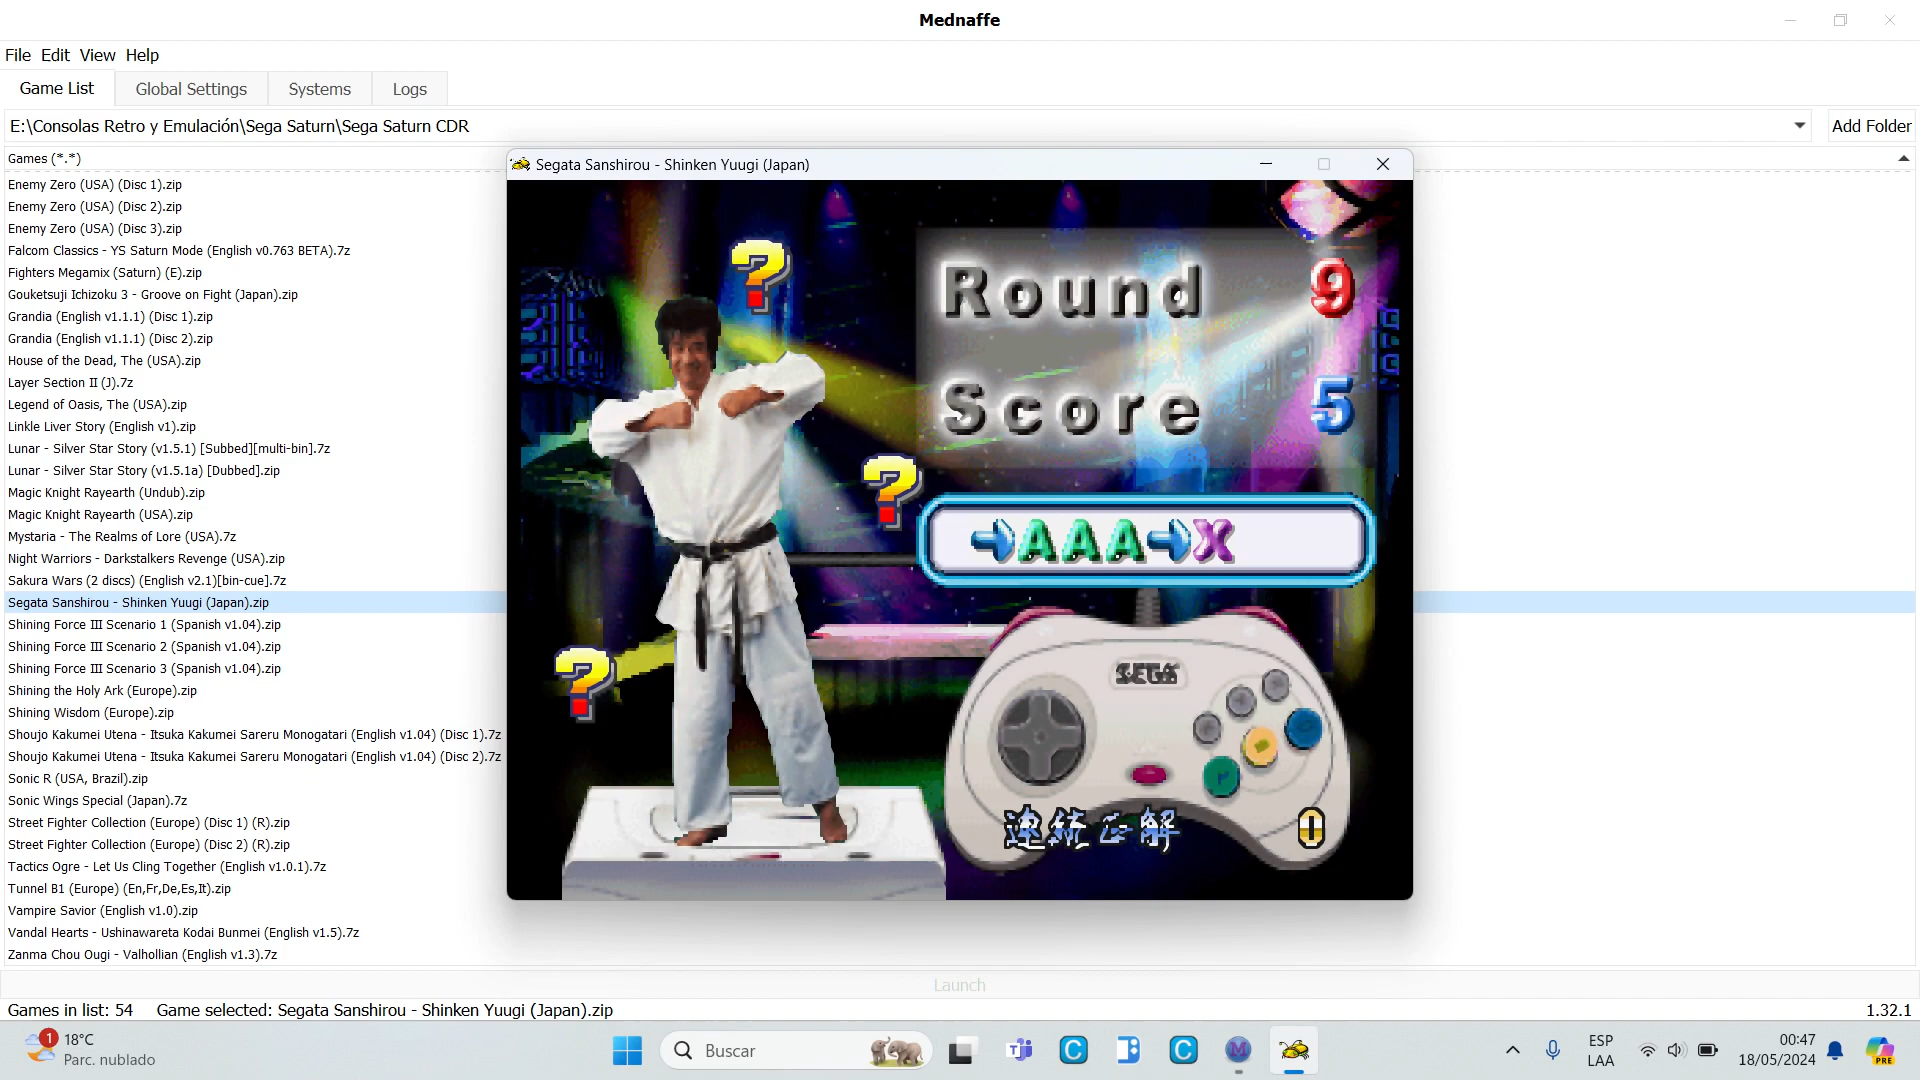 Mednaffe
File Edit View Help
Game List Global Settings Systems Logs
E:\Consolas Retro y Emulación\Sega Saturn\Sega Saturn CDR Add Folder
Games (*.*)
Enemy Zero (USA) (Disc 1).zip
Enemy Zero (USA) (Disc 2).zip
Enemy Zero (USA) (Disc 3).zip
Falcom Classics - YS Saturn Mode (English v0.763 BETA).7z
Fighters Megamix (Saturn) (E).zip
Gouketsuji Ichizoku 3 - Groove on Fight (Japan).zip
Grandia (English v1.1.1) (Disc 1).zip
Grandia (English v1.1.1) (Disc 2).zip
House of the Dead, The (USA).zip
Layer Section II (J).7z
Legend of Oasis, The (USA).zip
Linkle Liver Story (English v1).zip
Lunar - Silver Star Story (v1.5.1) [Subbed][multi-bin].7z
Lunar - Silver Star Story (v1.5.1a) [Dubbed].zip
Magic Knight Rayearth (Undub).zip
Magic Knight Rayearth (USA).zip
Mystaria - The Realms of Lore (USA).7z
Night Warriors - Darkstalkers Revenge (USA).zip
Sakura Wars (2 discs) (English v2.1)[bin-cue].7z
Segata Sanshirou - Shinken Yuugi (Japan).zip
Shining Force III Scenario 1 (Spanish v1.04).zip
Shining Force III Scenario 2 (Spanish v1.04).zip
Shining Force III Scenario 3 (Spanish v1.04).zip
Shining the Holy Ark (Europe).zip
Shining Wisdom (Europe).zip
Shoujo Kakumei Utena - Itsuka Kakumei Sareru Monogatari (English v1.04) (Disc 1).7z
Shoujo Kakumei Utena - Itsuka Kakumei Sareru Monogatari (English v1.04) (Disc 2).7z
Sonic R (USA, Brazil).zip
Sonic Wings Special (Japan).7z
Street Fighter Collection (Europe) (Disc 1) (R).zip
Street Fighter Collection (Europe) (Disc 2) (R).zip
Tactics Ogre - Let Us Cling Together (English v1.0.1).7z
Tunnel B1 (Europe) (En,Fr,De,Es,It).zip
Vampire Savior (English v1.0).zip
Vandal Hearts - Ushinawareta Kodai Bunmei (English v1.5).7z
Zanma Chou Ougi - Valhollian (English v1.3).7z
Segata Sanshirou - Shinken Yuugi (Japan)
?
Round 9
Score 5
?
→AAA→X
?
SEGA
連続正解 0
Launch
Games in list: 54 Game selected: Segata Sanshirou - Shinken Yuugi (Japan).zip 1.32.1
1 18°C
Parc. nublado
Buscar
ESP
LAA
00:47
18/05/2024
PRE